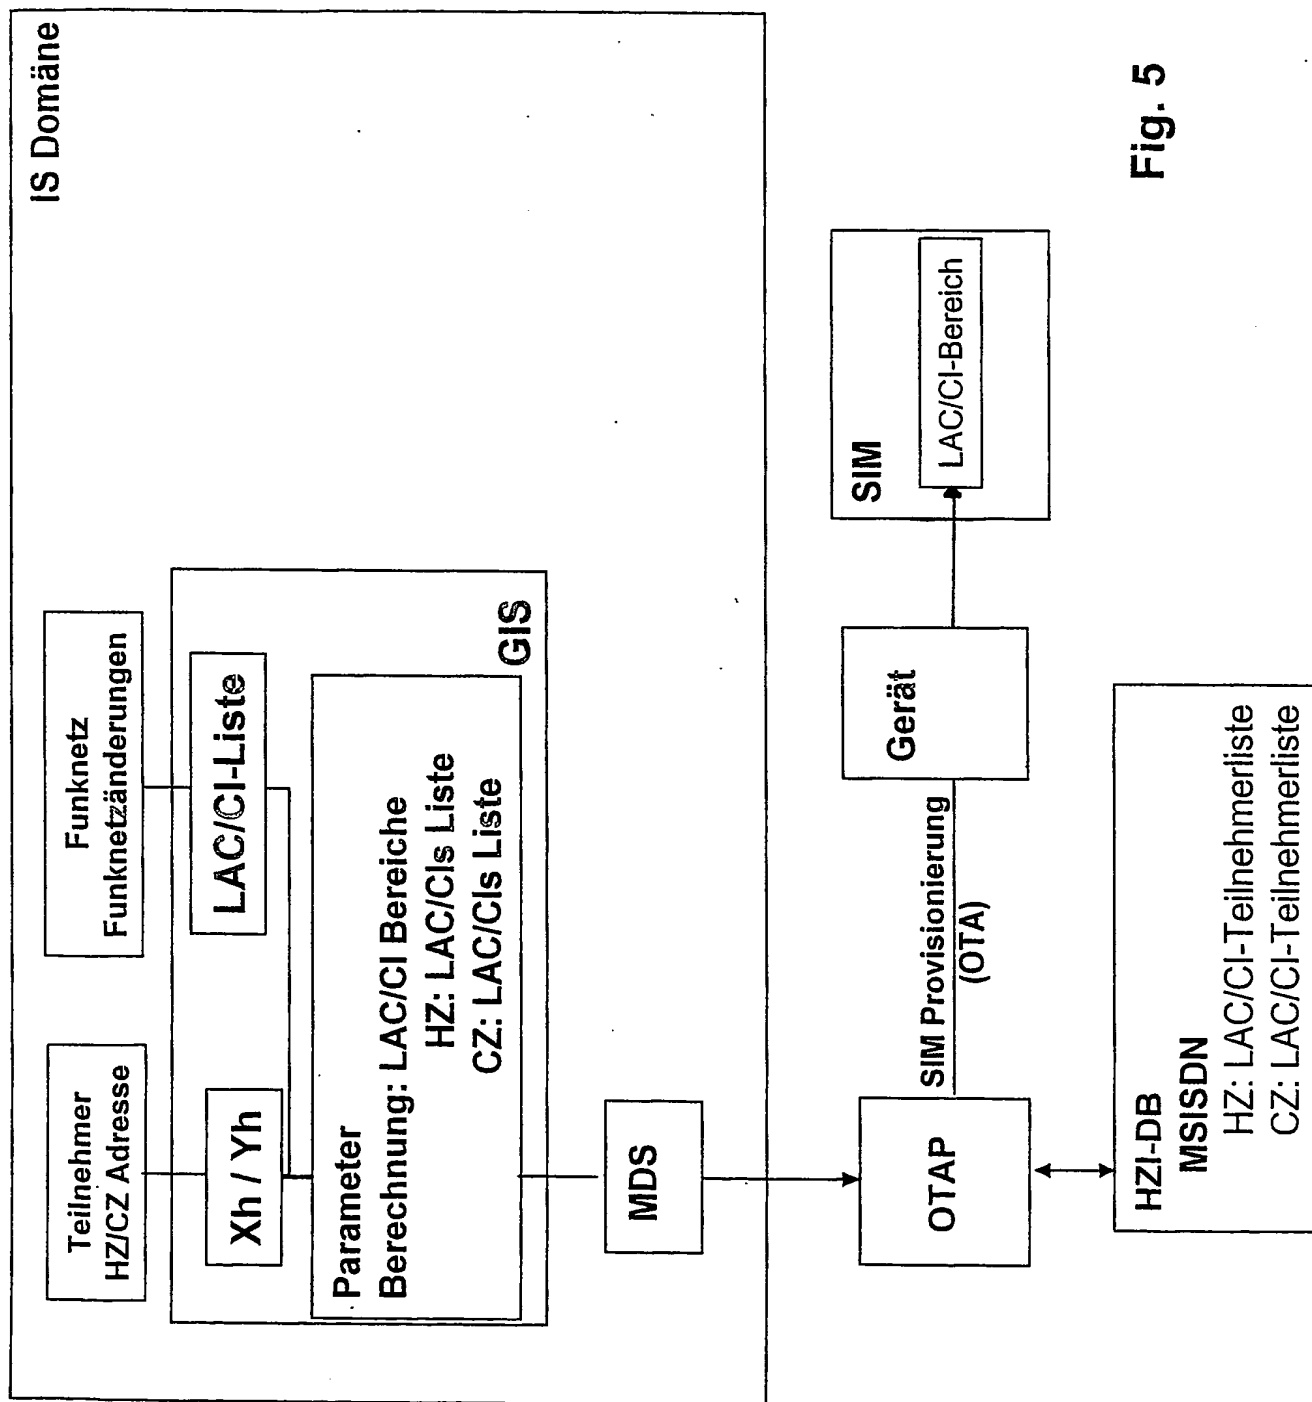 IS Domäne
Teilnehmer
HZ/CZ Adresse
Funknetz
Funknetzänderungen
Xh / Yh
LAC/CI-Liste
Parameter
Berechnung: LAC/CI Bereiche
HZ: LAC/CIs Liste
CZ: LAC/CIs Liste
GIS
MDS
OTAP
SIM Provisionierung
(OTA)
Gerät
SIM
LAC/CI-Bereich
HZI-DB
MSISDN
HZ: LAC/CI-Teilnehmerliste
CZ: LAC/CI-Teilnehmerliste
Fig. 5